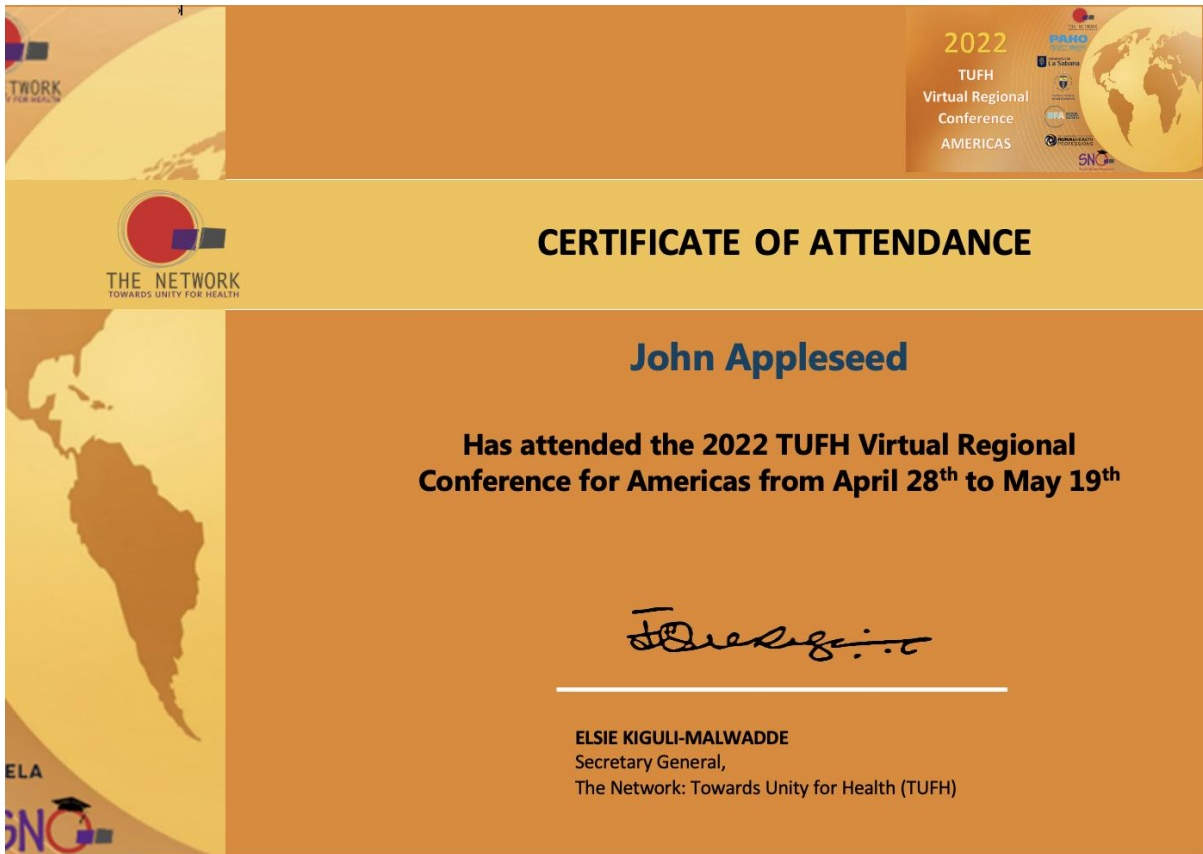 TWORK
2022
TUFH
Virtual Regional
Conference
AMERICAS
PAHO
La Sabana
SNO
THE NETWORK
TOWARDS UNITY FOR HEALTH
CERTIFICATE OF ATTENDANCE
John Appleseed
Has attended the 2022 TUFH Virtual Regional
Conference for Americas from April 28th to May 19th
ELSIE KIGULI-MALWADDE
Secretary General,
The Network: Towards Unity for Health (TUFH)
ELA
SNO